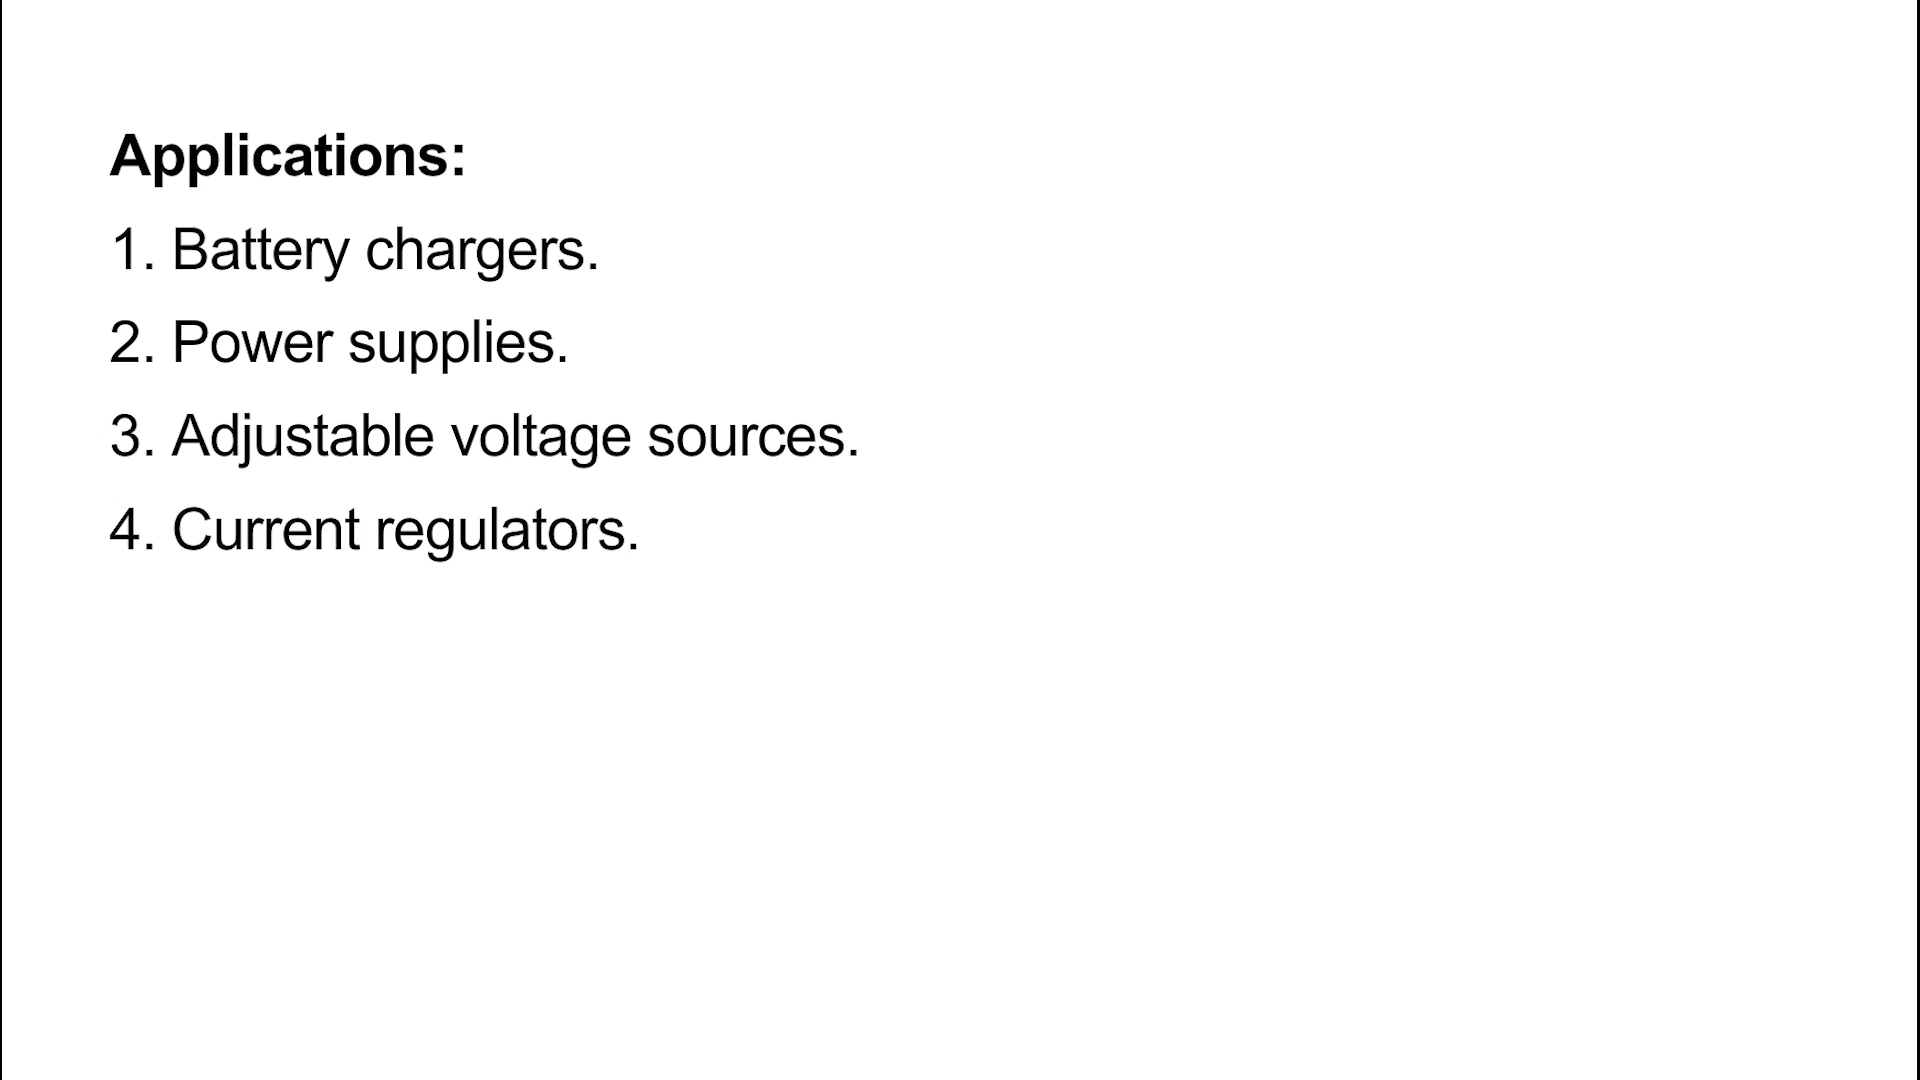 Applications:
1. Battery chargers.
2. Power supplies.
3. Adjustable voltage sources.
4. Current regulators.